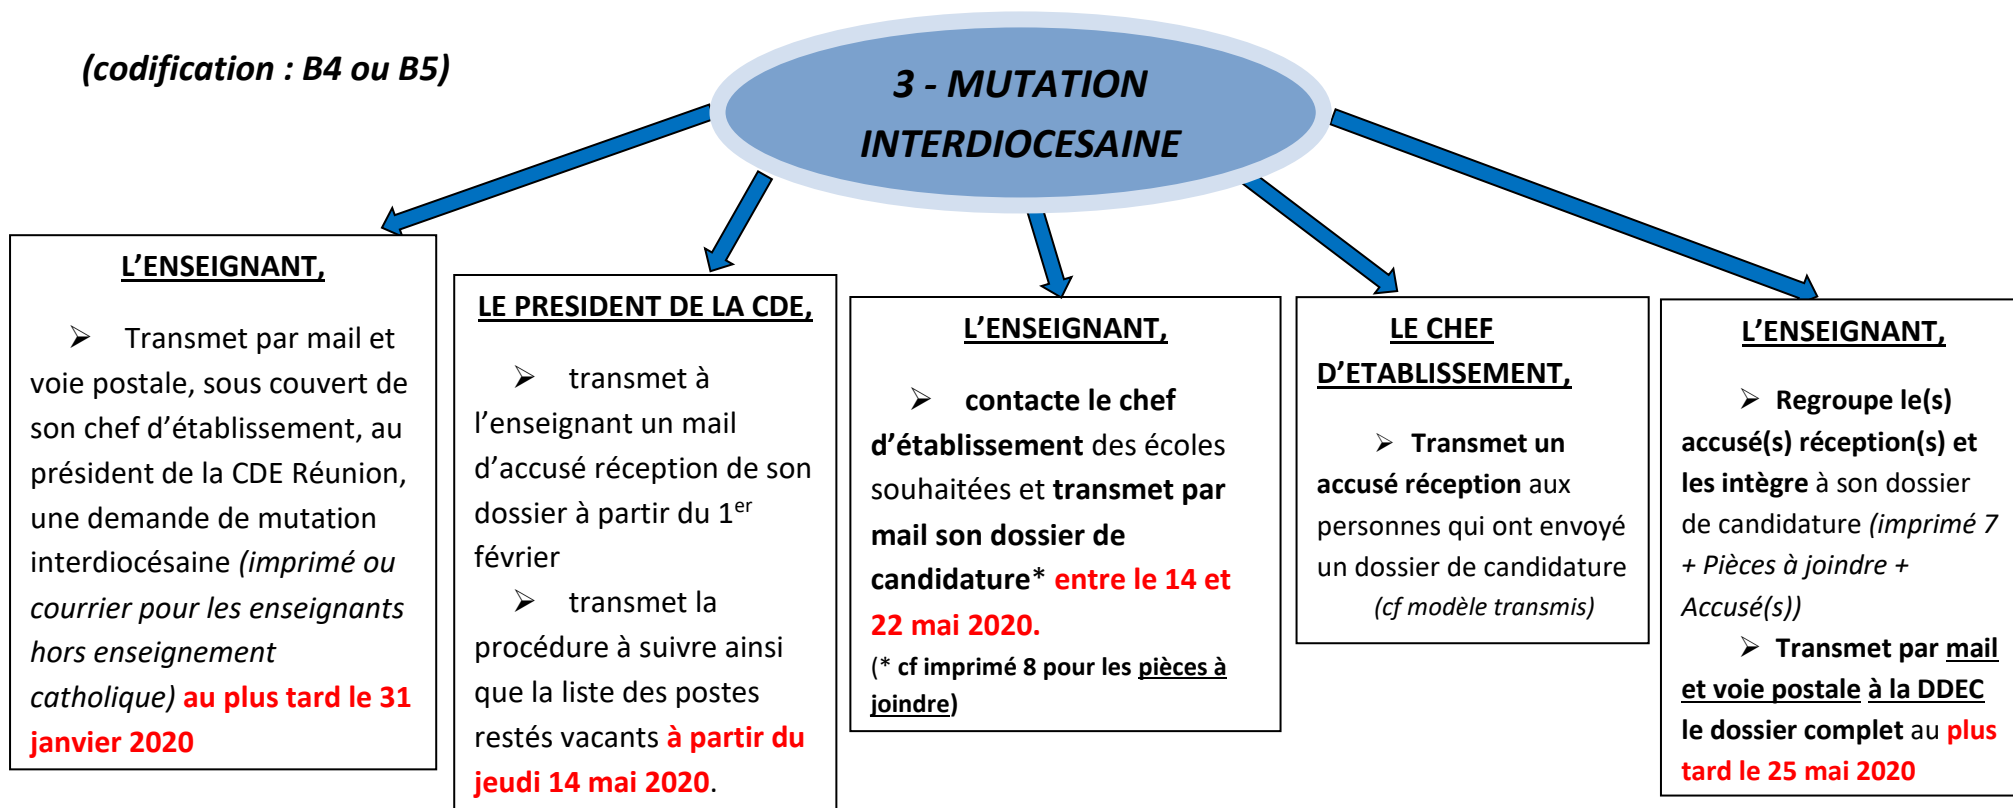 (codification : B4 ou B5)
3 - MUTATION
INTERDIOCESAINE
L’ENSEIGNANT,
➢ Transmet par mail et
voie postale, sous couvert de
son chef d’établissement, au
président de la CDE Réunion,
une demande de mutation
interdiocésaine (imprimé ou
courrier pour les enseignants
hors enseignement
catholique) au plus tard le 31
janvier 2020
LE PRESIDENT DE LA CDE,
➢ transmet à
l’enseignant un mail
d’accusé réception de son
dossier à partir du 1er
février
➢ transmet la
procédure à suivre ainsi
que la liste des postes
restés vacants à partir du
jeudi 14 mai 2020.
L’ENSEIGNANT,
➢ contacte le chef
d’établissement des écoles
souhaitées et transmet par
mail son dossier de
candidature* entre le 14 et
22 mai 2020.
(* cf imprimé 8 pour les pièces à
joindre)
LE CHEF
D’ETABLISSEMENT,
➢ Transmet un
accusé réception aux
personnes qui ont envoyé
un dossier de candidature
(cf modèle transmis)
L’ENSEIGNANT,
➢ Regroupe le(s)
accusé(s) réception(s) et
les intègre à son dossier
de candidature (imprimé 7
+ Pièces à joindre +
Accusé(s))
➢ Transmet par mail
et voie postale à la DDEC
le dossier complet au plus
tard le 25 mai 2020